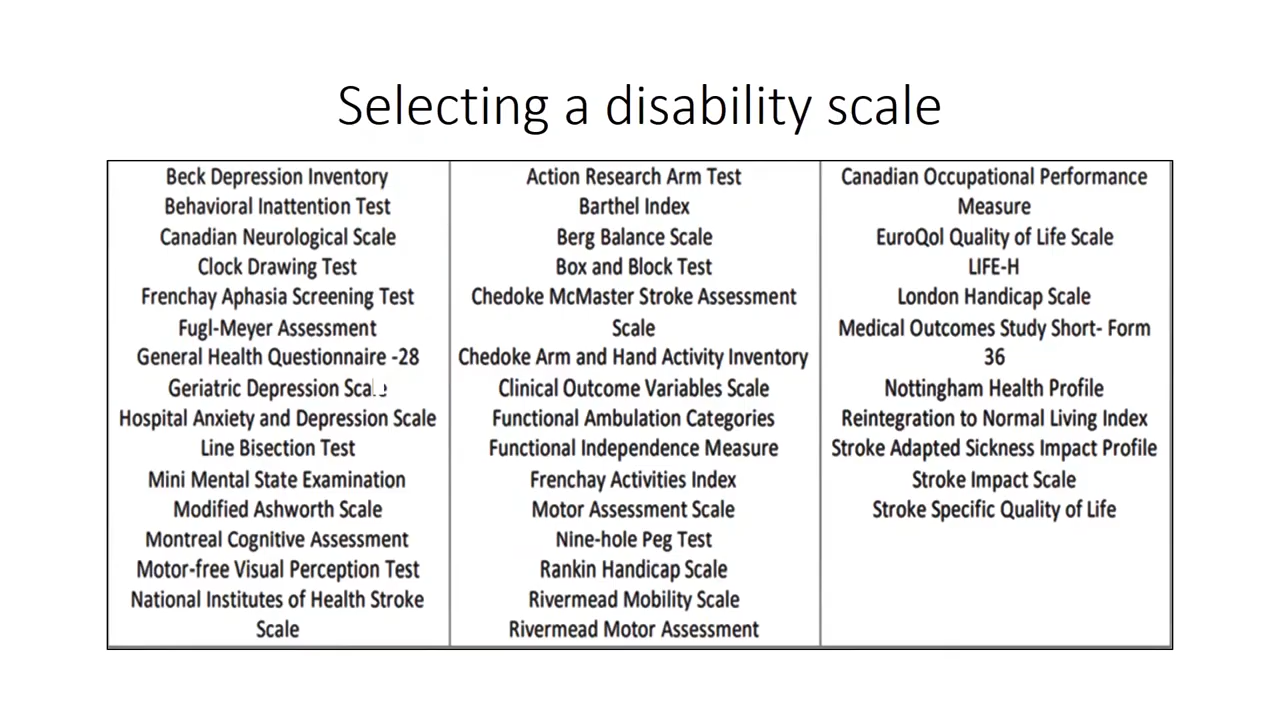 Selecting a disability scale
Beck Depression Inventory
Behavioral Inattention Test
Canadian Neurological Scale
Clock Drawing Test
Frenchay Aphasia Screening Test
Fugl-Meyer Assessment
General Health Questionnaire -28
Geriatric Depression Scale
Hospital Anxiety and Depression Scale
Line Bisection Test
Mini Mental State Examination
Modified Ashworth Scale
Montreal Cognitive Assessment
Motor-free Visual Perception Test
National Institutes of Health Stroke
Scale
Action Research Arm Test
Barthel Index
Berg Balance Scale
Box and Block Test
Chedoke McMaster Stroke Assessment
Scale
Chedoke Arm and Hand Activity Inventory
Clinical Outcome Variables Scale
Functional Ambulation Categories
Functional Independence Measure
Frenchay Activities Index
Motor Assessment Scale
Nine-hole Peg Test
Rankin Handicap Scale
Rivermead Mobility Scale
Rivermead Motor Assessment
Canadian Occupational Performance
Measure
EuroQol Quality of Life Scale
LIFE-H
London Handicap Scale
Medical Outcomes Study Short- Form
36
Nottingham Health Profile
Reintegration to Normal Living Index
Stroke Adapted Sickness Impact Profile
Stroke Impact Scale
Stroke Specific Quality of Life